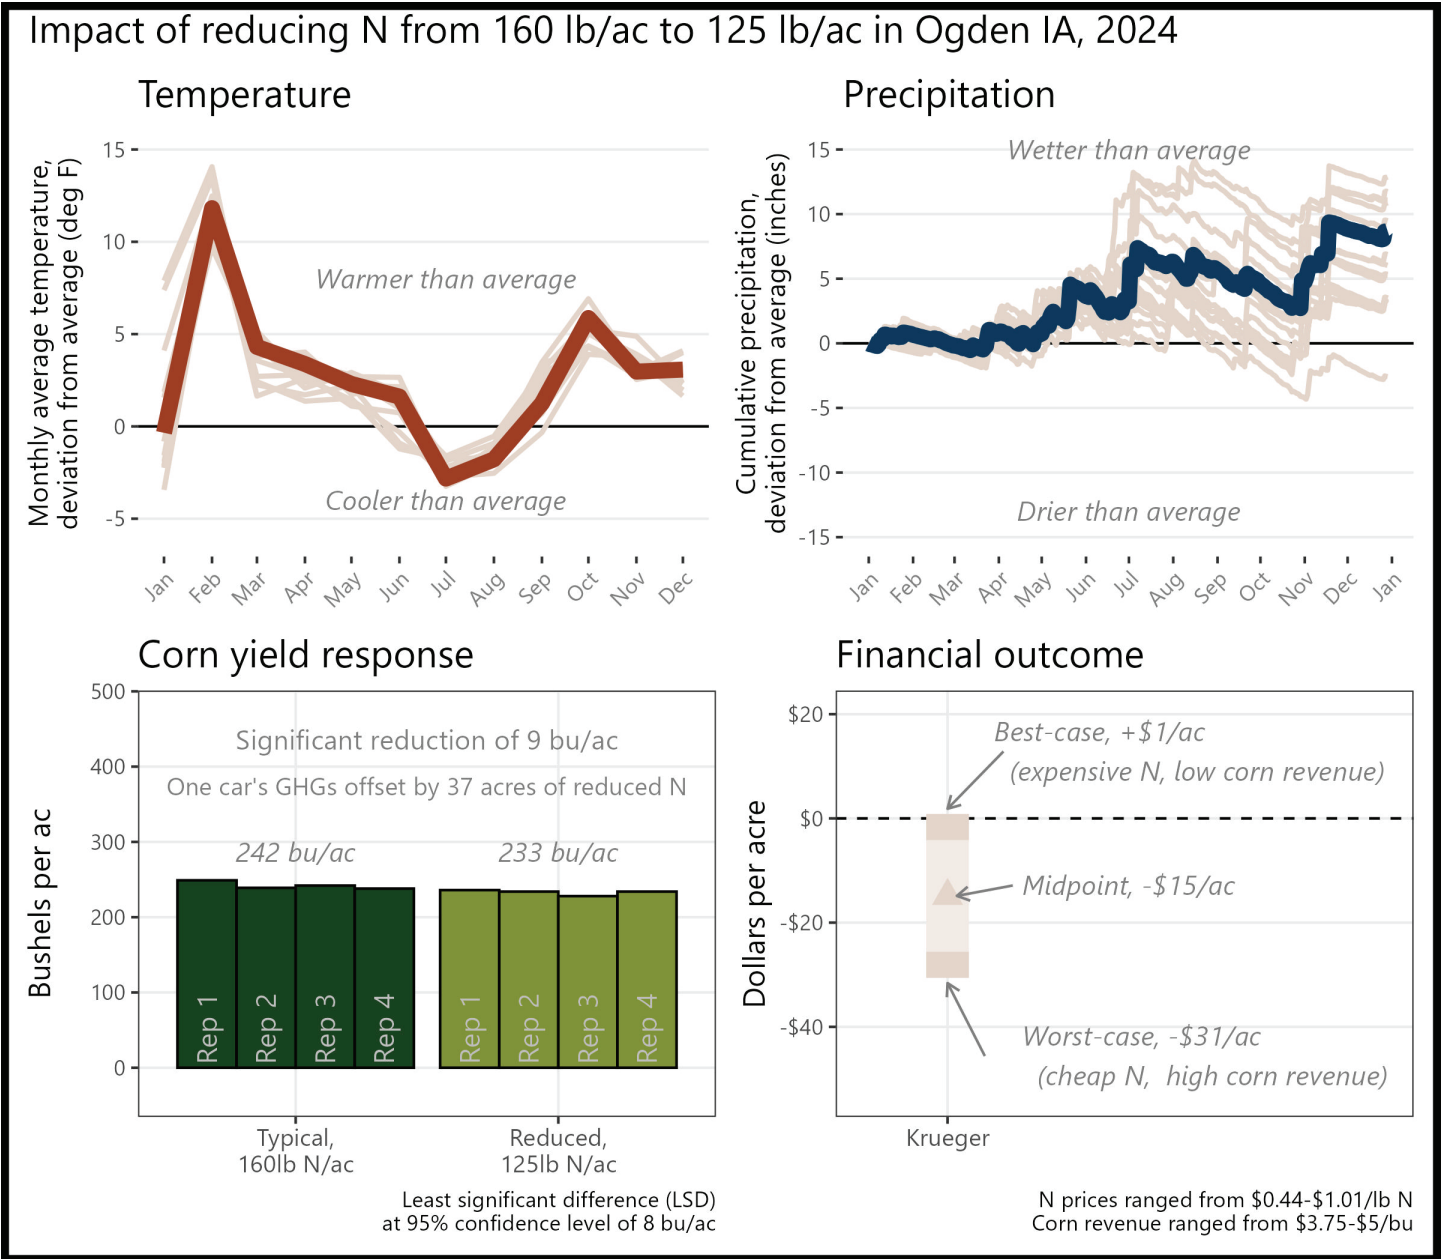 Impact of reducing N from 160 lb/ac to 125 lb/ac in Ogden IA, 2024
Temperature
Monthly average temperature,
deviation from average (deg F)
15
10
5
0
-5
Warmer than average
Cooler than average
Jan
Feb
Mar
Apr
May
Jun
Jul
Aug
Sep
Oct
Nov
Dec
Precipitation
Cumulative precipitation,
deviation from average (inches)
15
10
5
0
-5
-10
-15
Wetter than average
Drier than average
Jan
Feb
Mar
Apr
May
Jun
Jul
Aug
Sep
Oct
Nov
Dec
Jan
Corn yield response
Bushels per ac
500
400
300
200
100
0
Significant reduction of 9 bu/ac
One car's GHGs offset by 37 acres of reduced N
242 bu/ac
233 bu/ac
Rep 1
Rep 2
Rep 3
Rep 4
Rep 1
Rep 2
Rep 3
Rep 4
Typical,
160lb N/ac
Reduced,
125lb N/ac
Least significant difference (LSD)
at 95% confidence level of 8 bu/ac
Financial outcome
Dollars per acre
$20
$0
-$20
-$40
Best-case, +$1/ac
(expensive N, low corn revenue)
Midpoint, -$15/ac
Worst-case, -$31/ac
(cheap N, high corn revenue)
Krueger
N prices ranged from $0.44-$1.01/lb N
Corn revenue ranged from $3.75-$5/bu